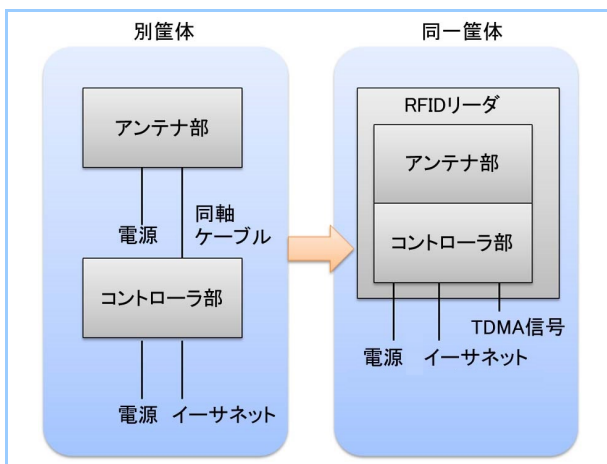 別筐体
アンテナ部
電源
同軸
ケーブル
コントローラ部
電源
イーサネット
同一筐体
RFIDリーダ
アンテナ部
コントローラ部
TDMA信号
電源
イーサネット